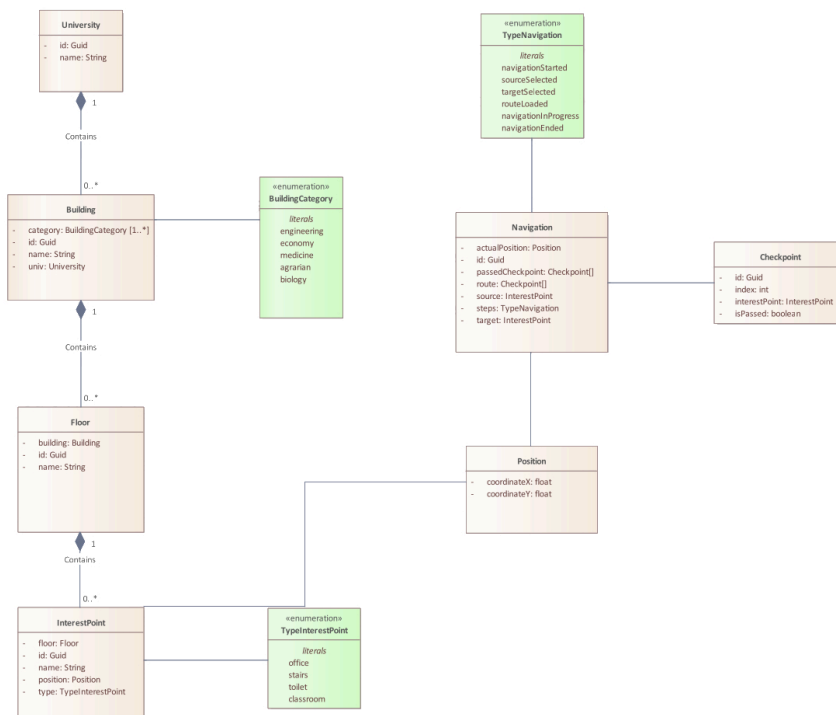 University
- id: Guid
- name: String
1
Contains
0..*
Building
- category: BuildingCategory [1..*]
- id: Guid
- name: String
- univ: University
«enumeration»
BuildingCategory
literals
engineering
economy
medicine
agrarian
biology
1
Contains
0..*
Floor
- building: Building
- id: Guid
- name: String
1
Contains
0..*
InterestPoint
- floor: Floor
- id: Guid
- name: String
- position: Position
- type: TypeInterestPoint
«enumeration»
TypeInterestPoint
literals
office
stairs
toilet
classroom
«enumeration»
TypeNavigation
literals
navigationStarted
sourceSelected
targetSelected
routeLoaded
navigationInProgress
navigationEnded
Navigation
- actualPosition: Position
- id: Guid
- passedCheckpoint: Checkpoint[]
- route: Checkpoint[]
- source: InterestPoint
- steps: TypeNavigation
- target: InterestPoint
Checkpoint
- id: Guid
- index: int
- interestPoint: InterestPoint
- isPassed: boolean
Position
- coordinateX: float
- coordinateY: float